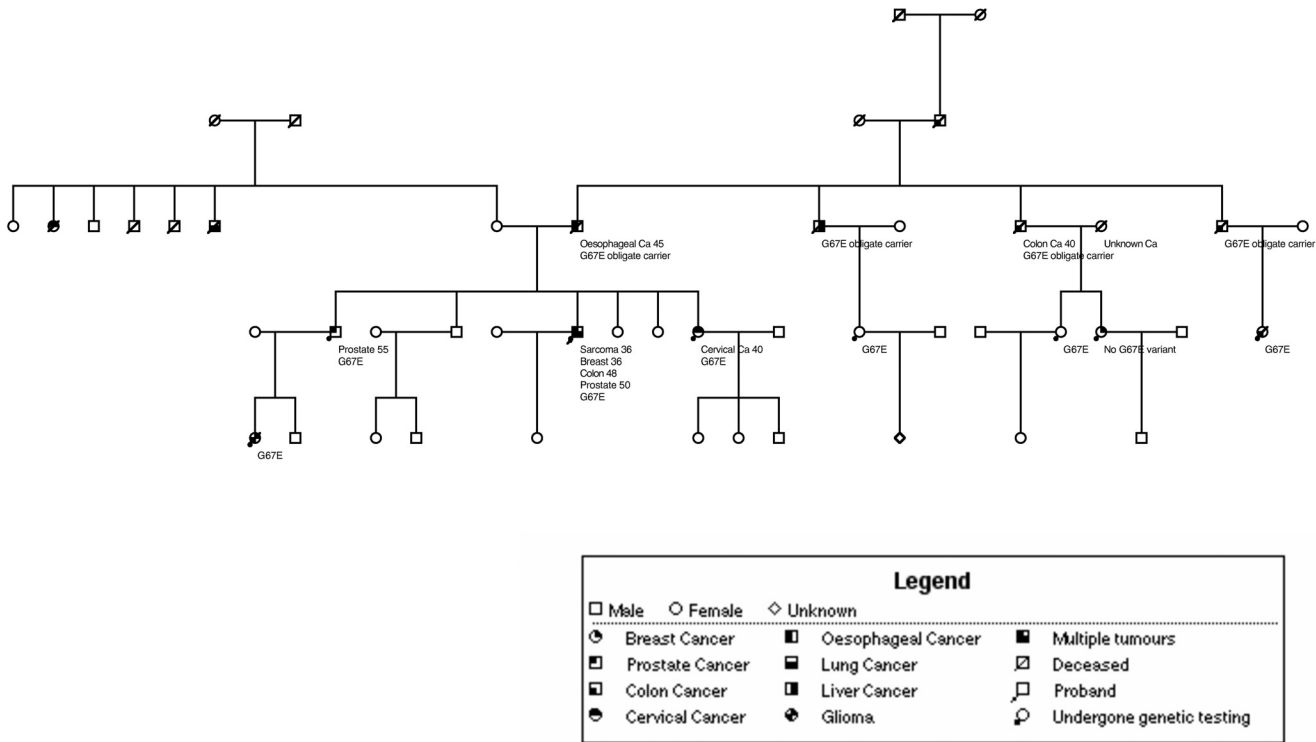 Oesophageal Ca 45
G67E obligate carrier
G67E obligate carrier
Colon Ca 40
G67E obligate carrier
Unknown Ca
G67E obligate carrier
Prostate 55
G67E
Sarcoma 36
Breast 36
Colon 48
Prostate 50
G67E
Cervical Ca 40
G67E
G67E
G67E
No G67E variant
G67E
G67E
Legend
Male Female Unknown
Breast Cancer Oesophageal Cancer Multiple tumours
Prostate Cancer Lung Cancer Deceased
Colon Cancer Liver Cancer Proband
Cervical Cancer Glioma Undergone genetic testing